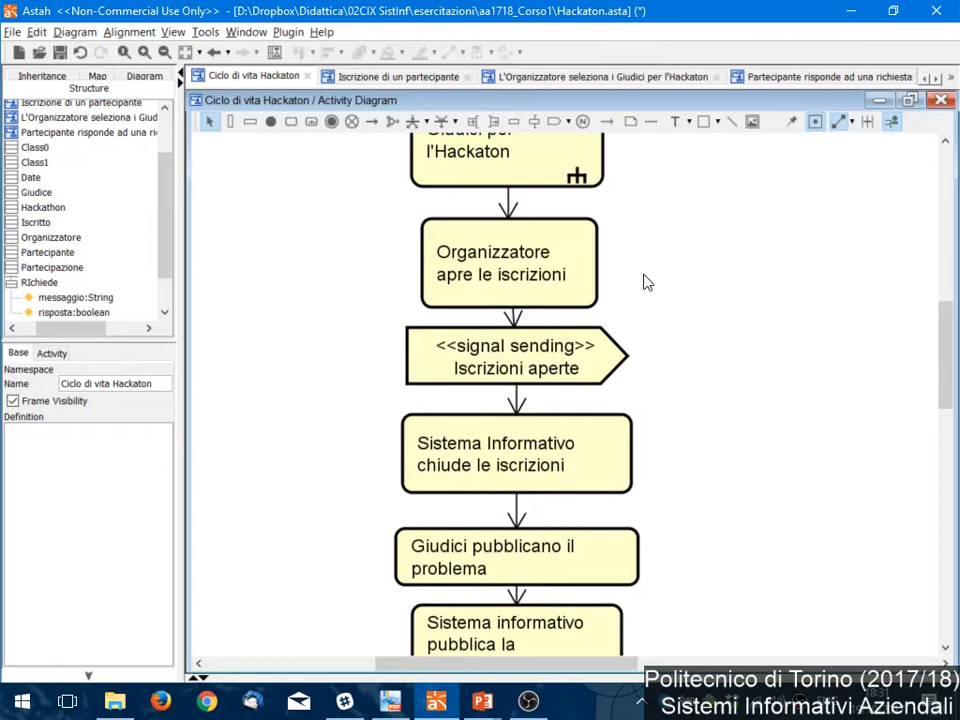 Astah <<Non-Commercial Use Only>> - [D:\Dropbox\Didattica\02CIX SistInf\esercitazioni\aa1718_Corso1\Hackaton.asta] (*)
File Edit Diagram Alignment View Tools Window Plugin Help
Inheritance Map Diagram
Structure
Ciclo di vita Hackaton Iscrizione di un partecipante L'Organizzatore seleziona i Giudici per l'Hackaton Partecipante risponde ad una richiesta
Ciclo di vita Hackaton / Activity Diagram
Iscrizione di un partecipante
L'Organizzatore seleziona i Giud
Partecipante risponde ad una ri
Class0
Class1
Date
Giudice
Hackathon
Iscritto
Organizzatore
Partecipante
Partecipazione
RIchiede
messaggio:String
risposta:boolean
Base Activity
Namespace
Name Ciclo di vita Hackaton
Frame Visibility
Definition
Giudici per
l'Hackaton
Organizzatore
apre le iscrizioni
<<signal sending>>
Iscrizioni aperte
Sistema Informativo
chiude le iscrizioni
Giudici pubblicano il
problema
Sistema informativo
pubblica la
Politecnico di Torino (2017/18)
Sistemi Informativi Aziendali
8:31